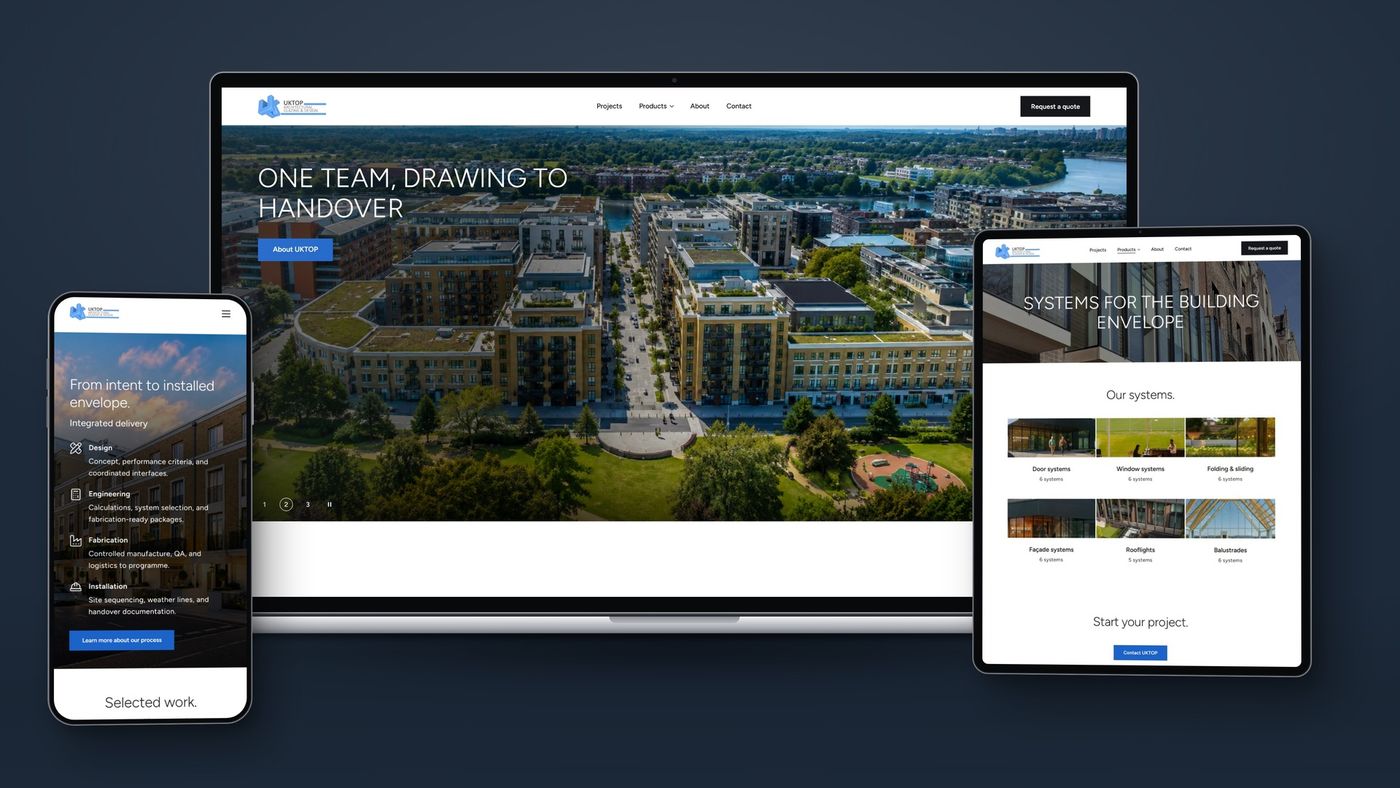 UKTOP
ARCHITECTURAL
GLAZING & DESIGN
Projects
Products
About
Contact
Request a quote
ONE TEAM, DRAWING TO
HANDOVER
About UKTOP
1
2
3
UKTOP
From intent to installed
envelope.
Integrated delivery
Design
Concept, performance criteria, and
coordinated interfaces.
Engineering
Calculations, system selection, and
fabrication-ready packages.
Fabrication
Controlled manufacture, QA, and
logistics to programme.
Installation
Site sequencing, weather lines, and
handover documentation.
Learn more about our process
Selected work.
UKTOP
Projects
Products
About
Contact
Request a quote
SYSTEMS FOR THE BUILDING
ENVELOPE
Our systems.
Door systems
6 systems
Window systems
6 systems
Folding & sliding
6 systems
Façade systems
6 systems
Rooflights
5 systems
Balustrades
6 systems
Start your project.
Contact UKTOP